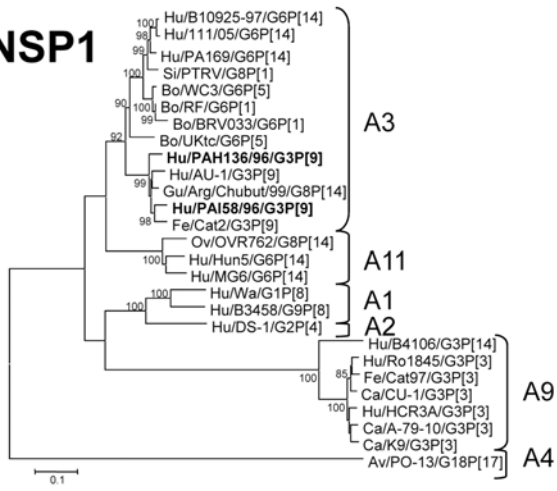 NSP1
Hu/B10925-97/G6P[14]
Hu/111/05/G6P[14]
Hu/PA169/G6P[14]
Si/PTRV/G8P[1]
Bo/WC3/G6P[5]
Bo/RF/G6P[1]
Bo/BRV033/G6P[1]
Bo/UKtc/G6P[5]
Hu/PAH136/96/G3P[9]
Hu/AU-1/G3P[9]
Gu/Arg/Chubut/99/G8P[14]
Hu/PAI58/96/G3P[9]
Fe/Cat2/G3P[9]
A3
Ov/OVR762/G8P[14]
Hu/Hun5/G6P[14]
Hu/MG6/G6P[14]
A11
Hu/Wa/G1P[8]
Hu/B3458/G9P[8]
A1
Hu/DS-1/G2P[4]
A2
Hu/B4106/G3P[14]
Hu/Ro1845/G3P[3]
Fe/Cat97/G3P[3]
Ca/CU-1/G3P[3]
Hu/HCR3A/G3P[3]
Ca/A-79-10/G3P[3]
Ca/K9/G3P[3]
A9
Av/PO-13/G18P[17]
A4
100
98
99
100
90
100
99
92
99
98
100
100
100
100
85
100
0.1